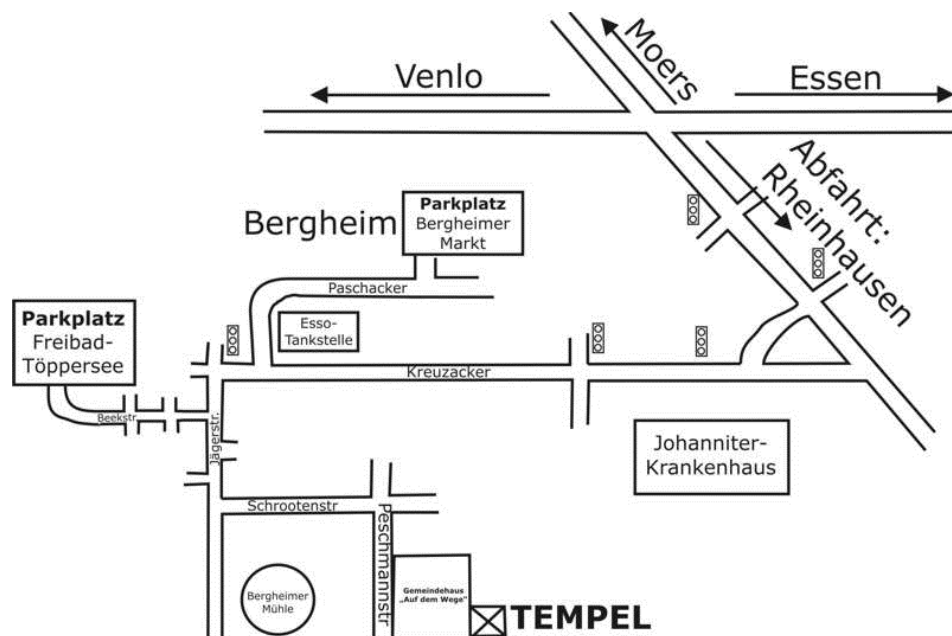 Venlo
Moers
Essen
Abfahrt:
Rheinhausen
Bergheim
Parkplatz
Bergheimer
Markt
Paschacker
Parkplatz
Freibad-
Töppersee
Esso-
Tankstelle
Kreuzacker
Beekstr.
Jägerstr.
Johanniter-
Krankenhaus
Schrootenstr
Peschmannstr
Bergheimer
Mühle
Gemeindehaus
„Auf dem Wege"
TEMPEL